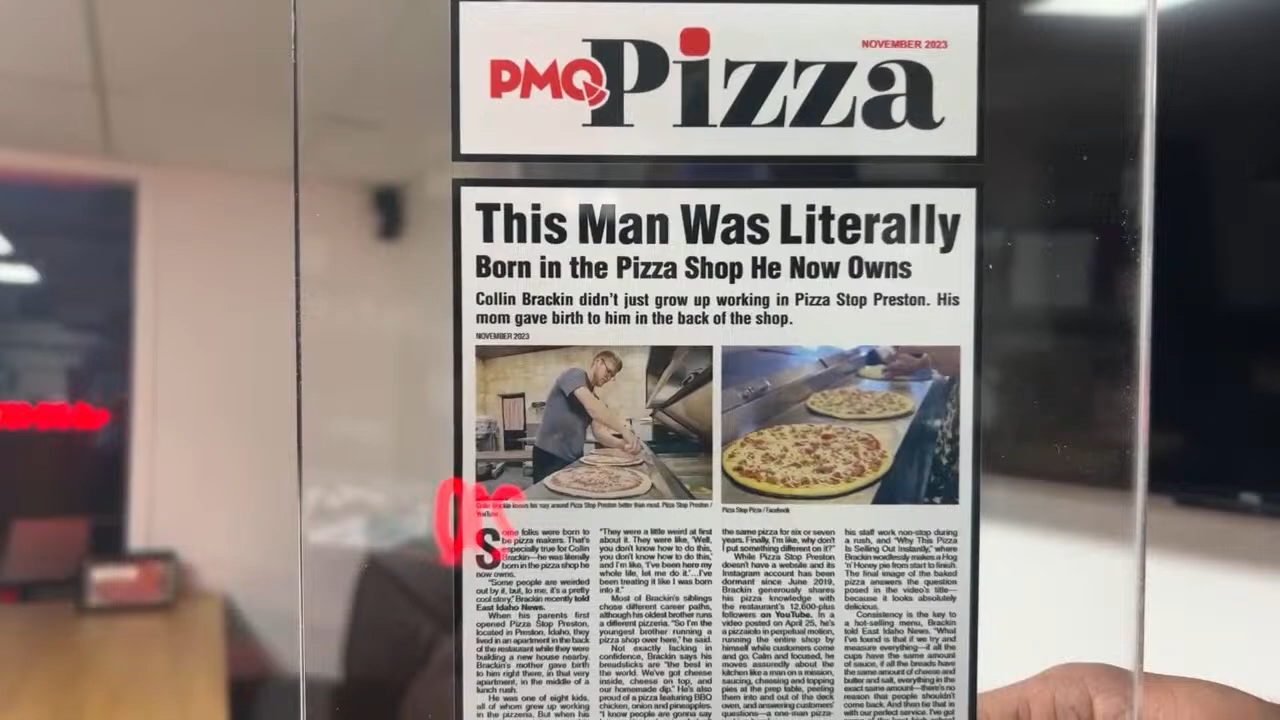 NOVEMBER 2023
PMQ Pizza
This Man Was Literally
Born in the Pizza Shop He Now Owns
Collin Brackin didn't just grow up working in Pizza Stop Preston. His
mom gave birth to him in the back of the shop.
NOVEMBER 2023
Collin Brackin knows his way around Pizza Stop Preston better than most. Pizza Stop Preston /
YouTube
Pizza Stop Pizza / Facebook
Some folks were born to
be pizza makers. That's
especially true for Collin
Brackin—he was literally
born in the pizza shop he
now owns.
"Some people are weirded
out by it, but, to me, it's a pretty
cool story," Brackin recently told
East Idaho News.
When his parents first
opened Pizza Stop Preston,
located in Preston, Idaho, they
lived in an apartment in the back
of the restaurant while they were
building a new house nearby.
Brackin's mother gave birth
to him right there, in that very
apartment, in the middle of a
lunch rush.
He was one of eight kids,
all of whom grew up working
in the pizzeria. But when his
"They were a little weird at first
about it. They were like, 'Well,
you don't know how to do this,
you don't know how to do this,'
and I'm like, 'I've been here my
whole life, let me do it.'...I've
been treating it like I was born
into it."
Most of Brackin's siblings
chose different career paths,
although his oldest brother runs
a different pizzeria. "So I'm the
youngest brother running a
pizza shop over here," he said.
Not exactly lacking in
confidence, Brackin says his
breadsticks are "the best in
the world. We've got cheese
inside, cheese on top, and
our homemade dip." He's also
proud of a pizza featuring BBQ
chicken, onion and pineapples.
"I know people are gonna say
the same pizza for six or seven
years. Finally, I'm like, why don't
I put something different on it?"
While Pizza Stop Preston
doesn't have a website and its
Instagram account has been
dormant since June 2019,
Brackin generously shares
his pizza knowledge with
the restaurant's 12,600-plus
followers on YouTube. In a
video posted on April 25, he's
a pizzaiolo in perpetual motion,
running the entire shop by
himself while customers come
and go. Calm and focused, he
moves assuredly about the
kitchen like a man on a mission,
saucing, cheesing and topping
pies at the prep table, peeling
them into and out of the deck
oven, and answering customers'
questions—a one-man pizza-
his staff work non-stop during
a rush, and "Why This Pizza
Is Selling Out Instantly," where
Brackin wordlessly makes a Hog
'n' Honey pie from start to finish.
The final image of the baked
pizza answers the question
posed in the video's title—
because it looks absolutely
delicious.
Consistency is the key to
a hot-selling menu, Brackin
told East Idaho News. "What
I've found is that if we try and
measure everything—if all the
cups have the same amount
of sauce, if all the breads have
the same amount of cheese and
butter and salt, everything in the
exact same amount—there's no
reason that people shouldn't
come back. And then tie that in
with our perfect service. I've got